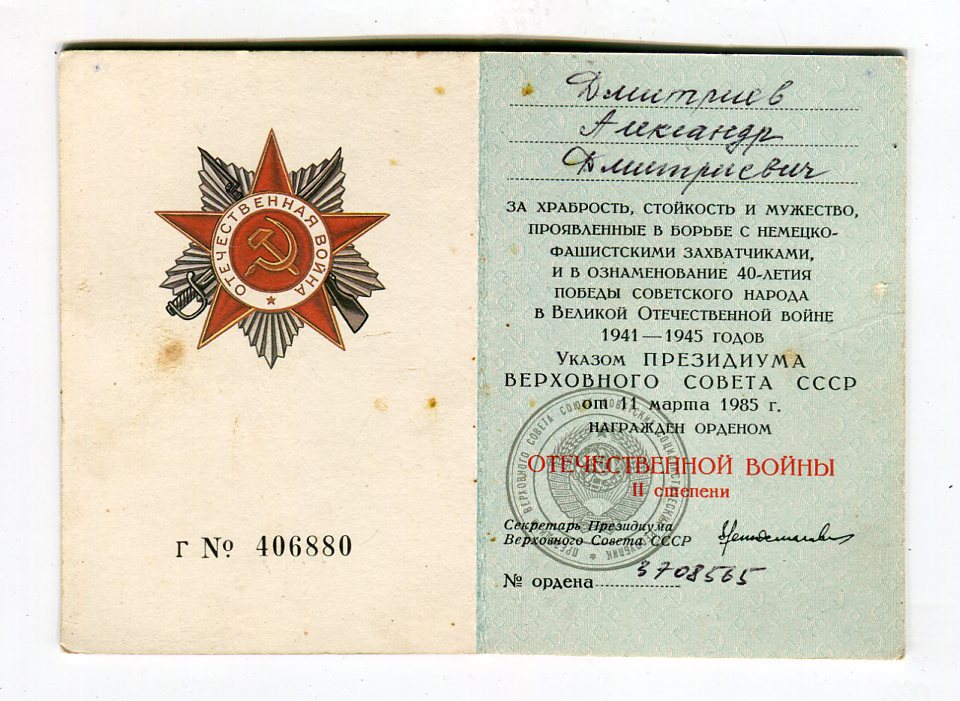 ОТЕЧЕСТВЕННАЯ ВОЙНА
Г № 406880
Дмитриев
Александр
Дмитриевич
ЗА ХРАБРОСТЬ, СТОЙКОСТЬ И МУЖЕСТВО,
ПРОЯВЛЕННЫЕ В БОРЬБЕ С НЕМЕЦКО-
ФАШИСТСКИМИ ЗАХВАТЧИКАМИ,
И В ОЗНАМЕНОВАНИЕ 40-ЛЕТИЯ
ПОБЕДЫ СОВЕТСКОГО НАРОДА
В ВЕЛИКОЙ ОТЕЧЕСТВЕННОЙ ВОЙНЕ
1941—1945 ГОДОВ
УКАЗОМ ПРЕЗИДИУМА
ВЕРХОВНОГО СОВЕТА СССР
от 11 марта 1985 г.
НАГРАЖДЕН ОРДЕНОМ
ОТЕЧЕСТВЕННОЙ ВОЙНЫ
II степени
Секретарь Президиума
Верховного Совета СССР
№ ордена 3708565